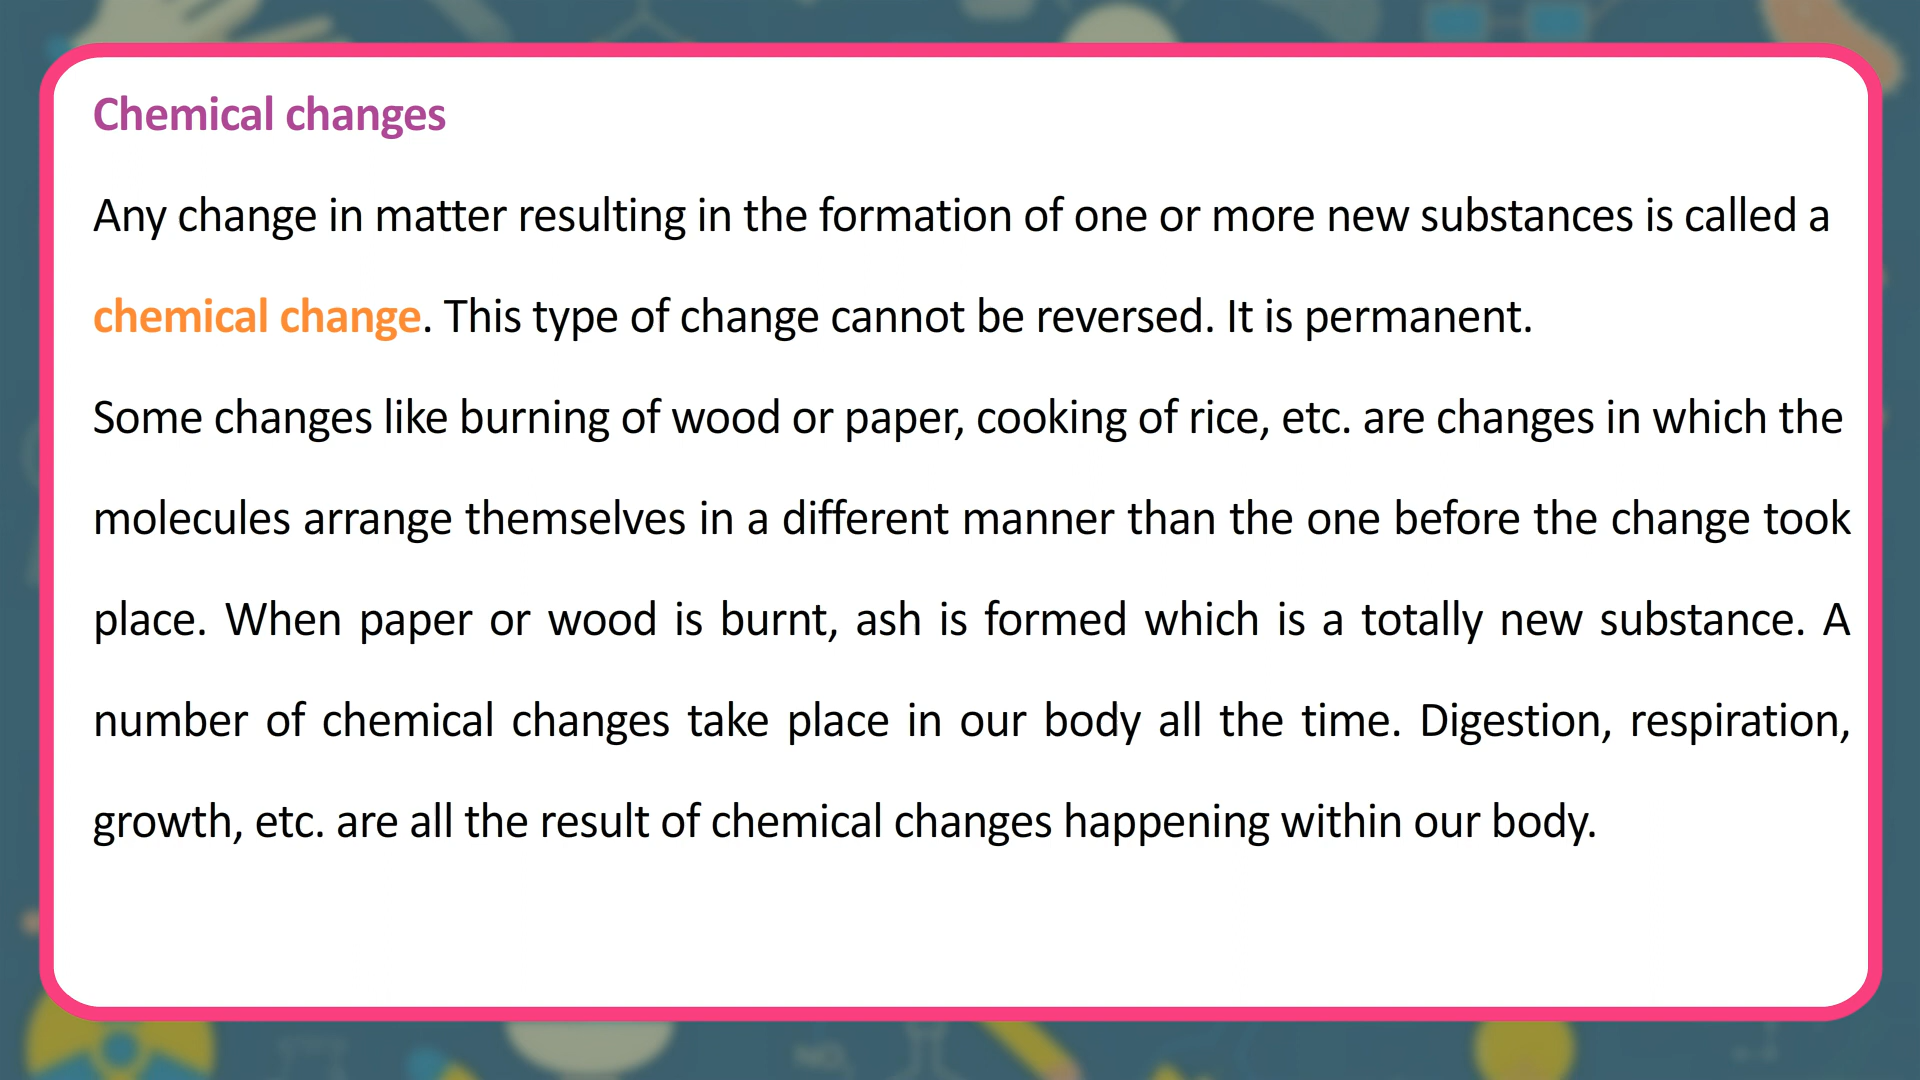 Chemical changes
Any change in matter resulting in the formation of one or more new substances is called a
chemical change. This type of change cannot be reversed. It is permanent.
Some changes like burning of wood or paper, cooking of rice, etc. are changes in which the
molecules arrange themselves in a different manner than the one before the change took
place. When paper or wood is burnt, ash is formed which is a totally new substance. A
number of chemical changes take place in our body all the time. Digestion, respiration,
growth, etc. are all the result of chemical changes happening within our body.